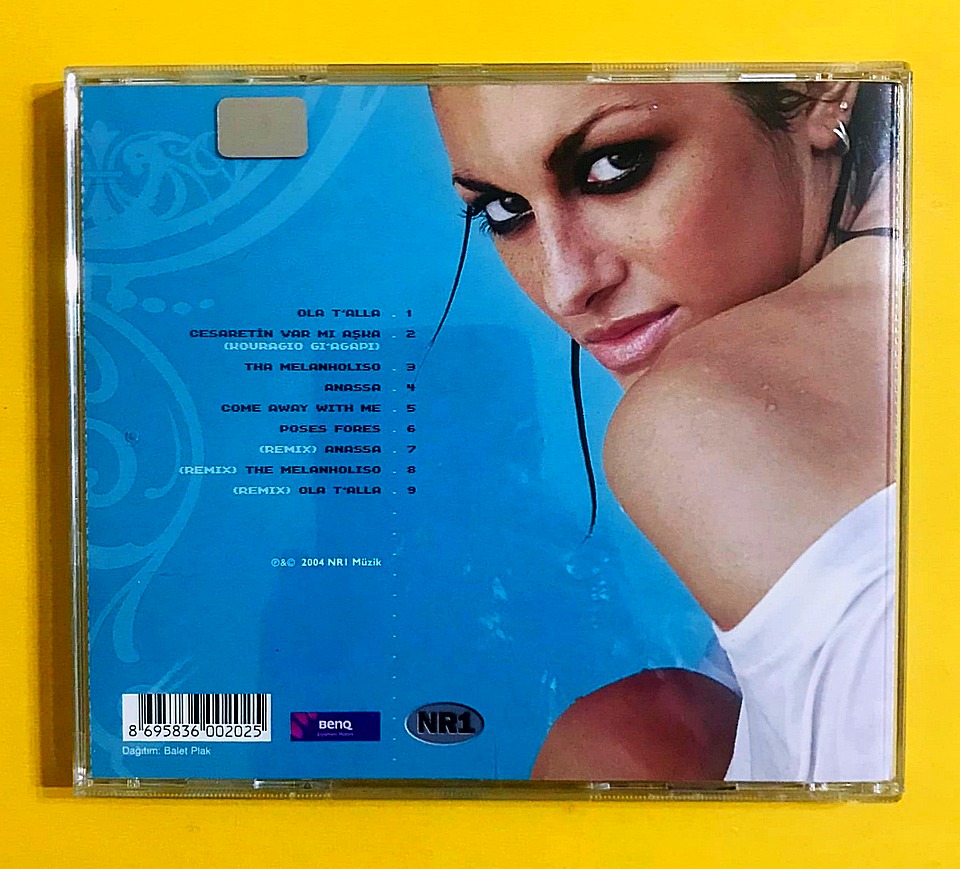 OLA T'ALLA . 1
CESARETİN VAR MI AŞKA . 2
(KOURAGIO GI'AGAPI)
THA MELANHOLISO . 3
ANASSA . 4
COME AWAY WITH ME . 5
POSES FORES . 6
(REMIX) ANASSA . 7
(REMIX) THE MELANHOLISO . 8
(REMIX) OLA T'ALLA . 9
℗&© 2004 NR1 Müzik
8 695836 002025
BenQ
NR1
Dağıtım: Balet Plak